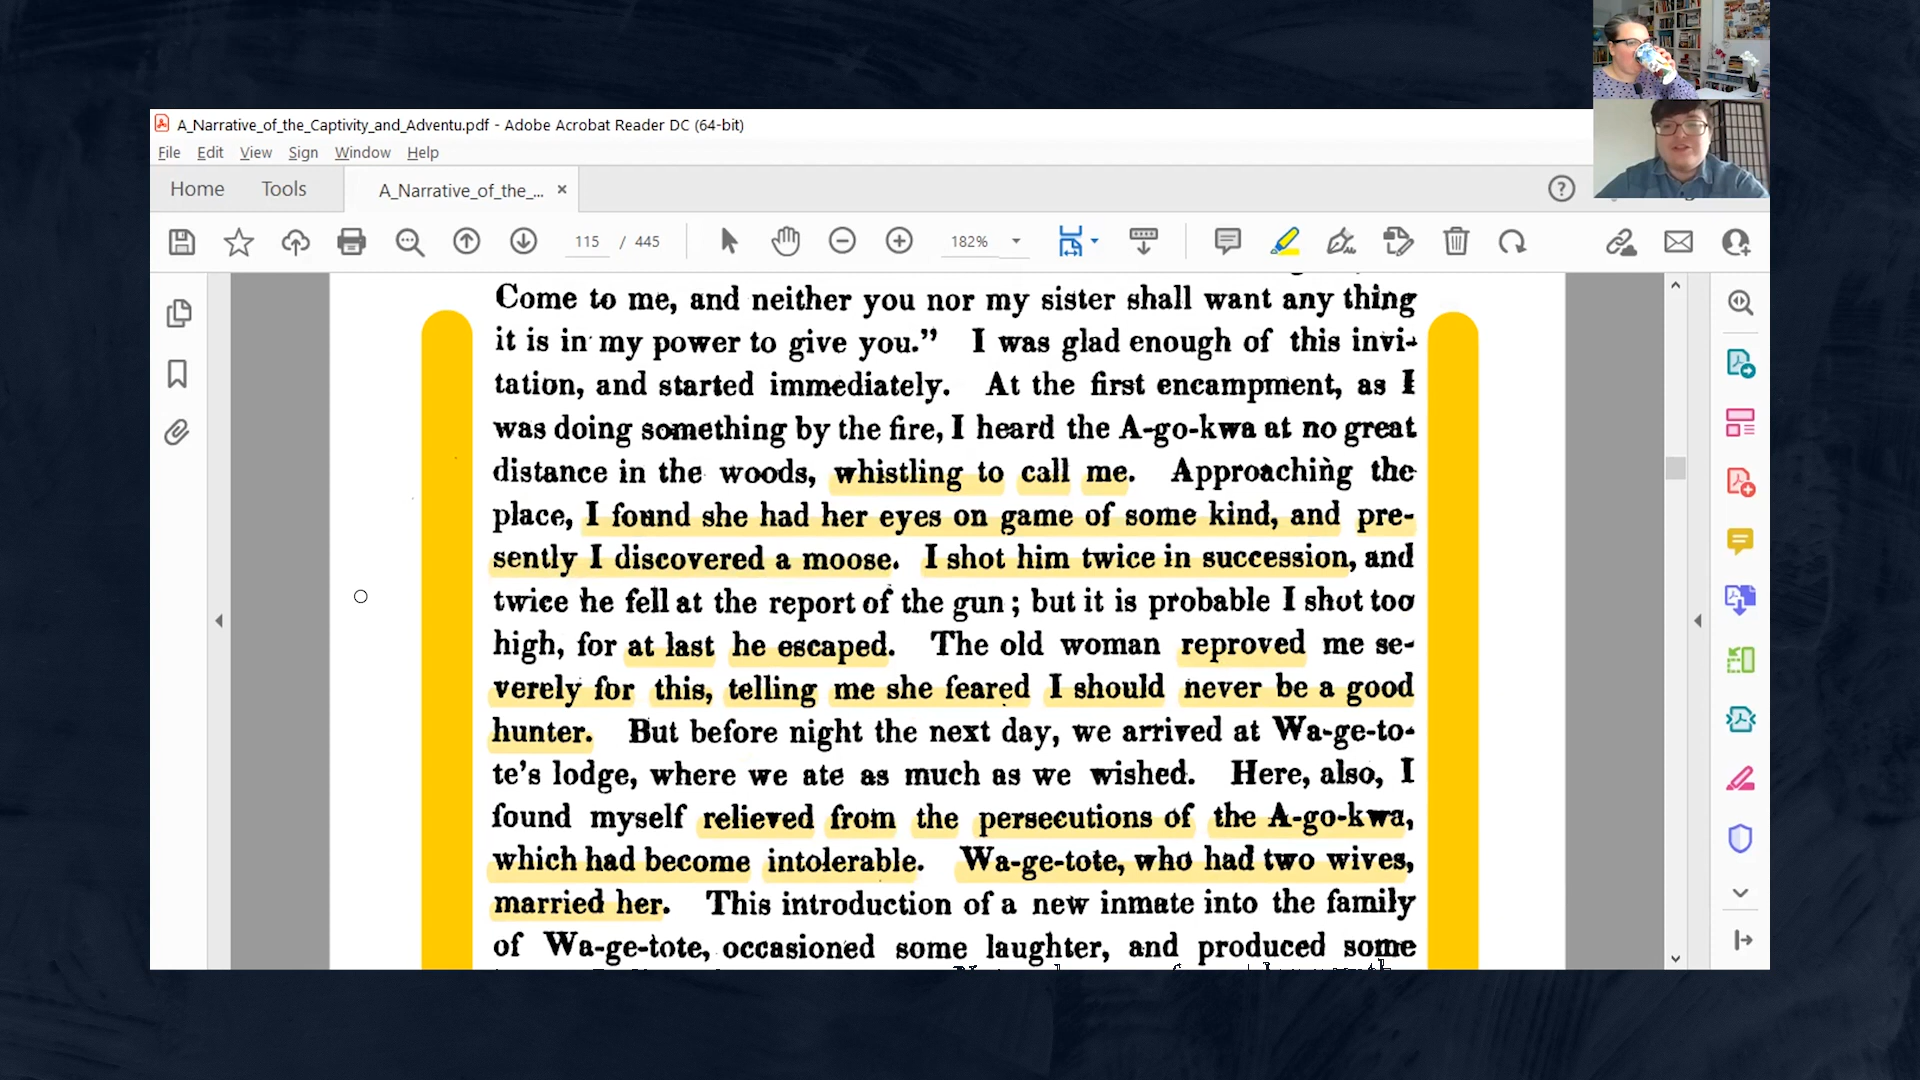 A_Narrative_of_the_Captivity_and_Adventu.pdf - Adobe Acrobat Reader DC (64-bit)
File Edit View Sign Window Help
Home Tools A_Narrative_of_the_... ×
115 / 445 182%
Come to me, and neither you nor my sister shall want any thing
it is in my power to give you.” I was glad enough of this invi-
tation, and started immediately. At the first encampment, as I
was doing something by the fire, I heard the A-go-kwa at no great
distance in the woods, whistling to call me. Approaching the
place, I found she had her eyes on game of some kind, and pre-
sently I discovered a moose. I shot him twice in succession, and
twice he fell at the report of the gun; but it is probable I shot too
high, for at last he escaped. The old woman reproved me se-
verely for this, telling me she feared I should never be a good
hunter. But before night the next day, we arrived at Wa-ge-to-
te's lodge, where we ate as much as we wished. Here, also, I
found myself relieved from the persecutions of the A-go-kwa,
which had become intolerable. Wa-ge-tote, who had two wives,
married her. This introduction of a new inmate into the family
of Wa-ge-tote, occasioned some laughter, and produced some